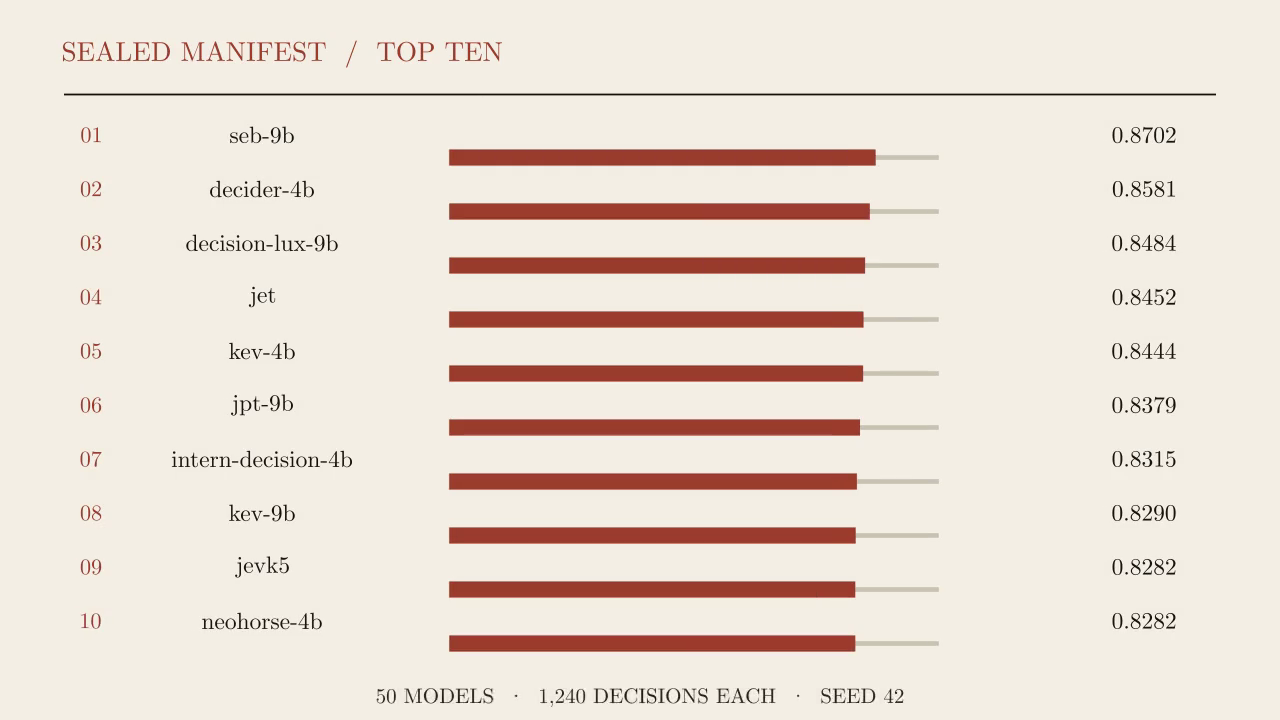 SEALED MANIFEST / TOP TEN
01 seb-9b 0.8702
02 decider-4b 0.8581
03 decision-lux-9b 0.8484
04 jet 0.8452
05 kev-4b 0.8444
06 jpt-9b 0.8379
07 intern-decision-4b 0.8315
08 kev-9b 0.8290
09 jevk5 0.8282
10 neohorse-4b 0.8282
50 MODELS · 1,240 DECISIONS EACH · SEED 42